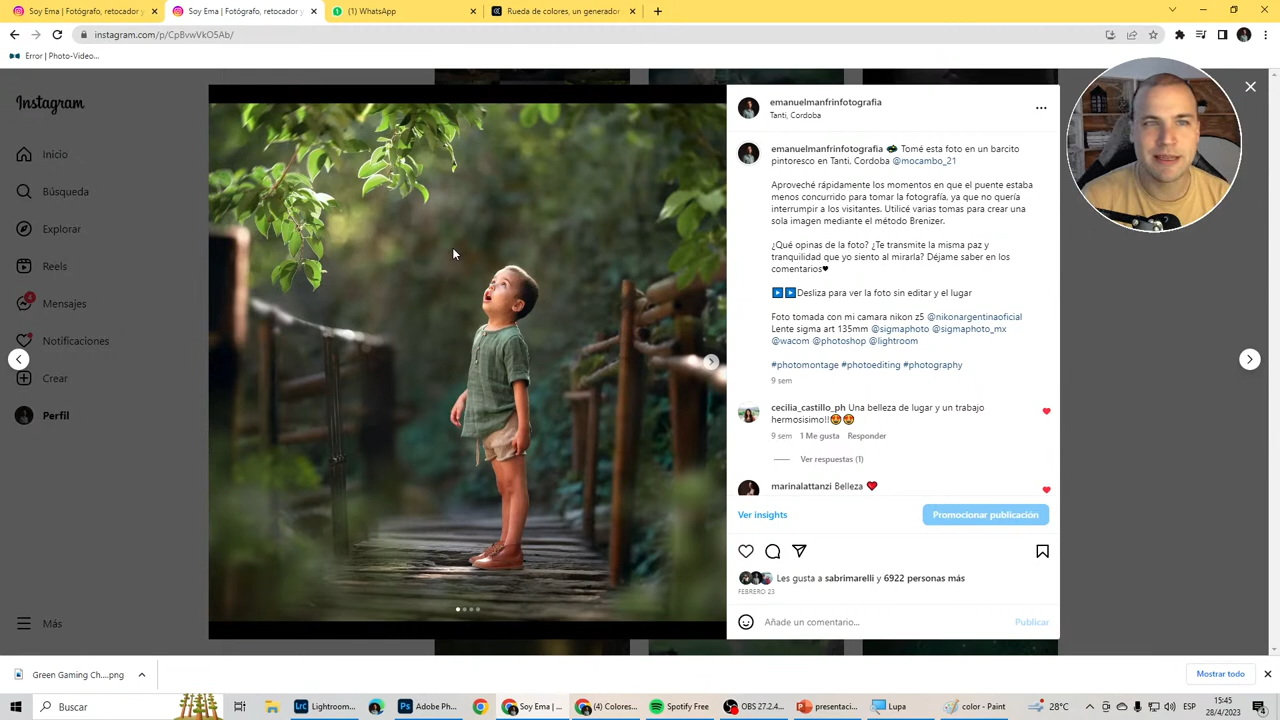 Soy Ema | Fotógrafo, retocador y
Soy Ema | Fotógrafo, retocador y
(1) WhatsApp
Rueda de colores, un generador
instagram.com/p/CpBvwVkO5Ab/
Error | Photo-Video...
Instagram
Inicio
Búsqueda
Explorar
Reels
4
Mensajes
Notificaciones
Crear
Perfil
Más
emanuelmanfrinfotografia
Tanti, Cordoba
emanuelmanfrinfotografia Tomé esta foto en un barcito
pintoresco en Tanti, Cordoba @mocambo_21
Aproveché rápidamente los momentos en que el puente estaba
menos concurrido para tomar la fotografía, ya que no quería
interrumpir a los visitantes. Utilicé varias tomas para crear una
sola imagen mediante el método Brenizer.
¿Qué opinas de la foto? ¿Te transmite la misma paz y
tranquilidad que yo siento al mirarla? Déjame saber en los
comentarios♥
▶️▶️Desliza para ver la foto sin editar y el lugar
Foto tomada con mi camara nikon z5 @nikonargentinaoficial
Lente sigma art 135mm @sigmaphoto @sigmaphoto_mx
@wacom @photoshop @lightroom
#photomontage #photoediting #photography
9 sem
cecilia_castillo_ph Una belleza de lugar y un trabajo
hermosisimo!!😍😍
9 sem 1 Me gusta Responder
Ver respuestas (1)
marinalattanzi Belleza ❤️
Ver insights
Promocionar publicación
Les gusta a sabrimarelli y 6922 personas más
FEBRERO 23
Añade un comentario...
Publicar
Green Gaming Ch....png
Mostrar todo
Buscar
Lightroom...
Adobe Ph...
Soy Ema |...
(4) Colores...
Spotify Free
OBS 27.2.4...
presentaci...
Lupa
color - Paint
28°C
ESP
15:45
28/4/2023